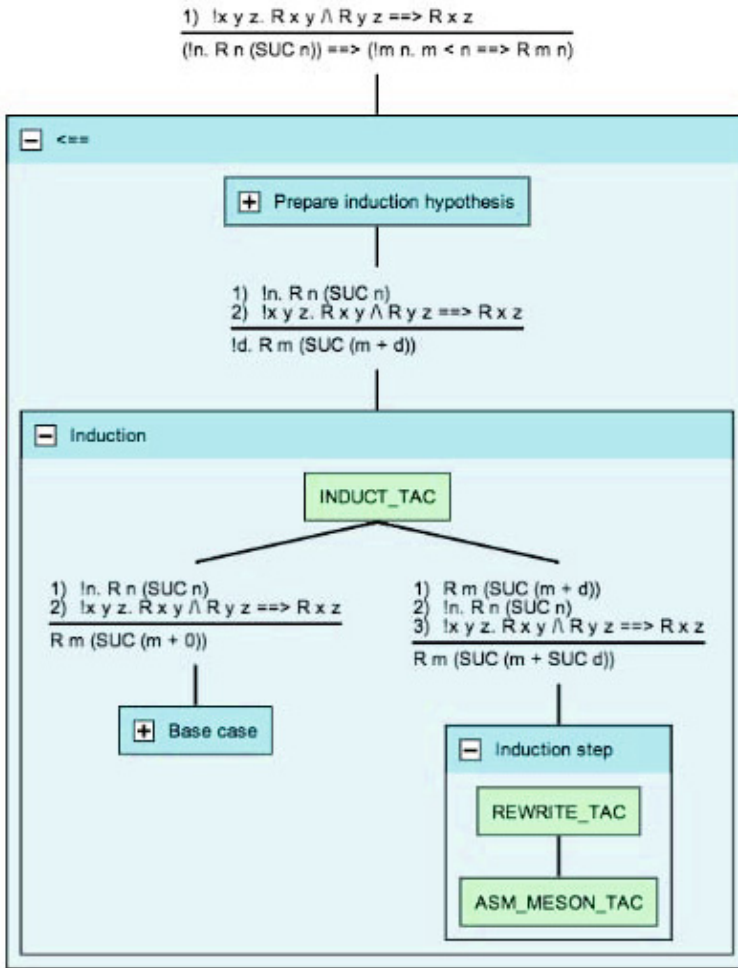 1) !x y z. R x y /\ R y z ==> R x z
(!n. R n (SUC n)) ==> (!m n. m < n ==> R m n)
- <==
+ Prepare induction hypothesis
1) !n. R n (SUC n)
2) !x y z. R x y /\ R y z ==> R x z
!d. R m (SUC (m + d))
- Induction
INDUCT_TAC
1) !n. R n (SUC n)
2) !x y z. R x y /\ R y z ==> R x z
R m (SUC (m + 0))
+ Base case
1) R m (SUC (m + d))
2) !n. R n (SUC n)
3) !x y z. R x y /\ R y z ==> R x z
R m (SUC (m + SUC d))
- Induction step
REWRITE_TAC
ASM_MESON_TAC